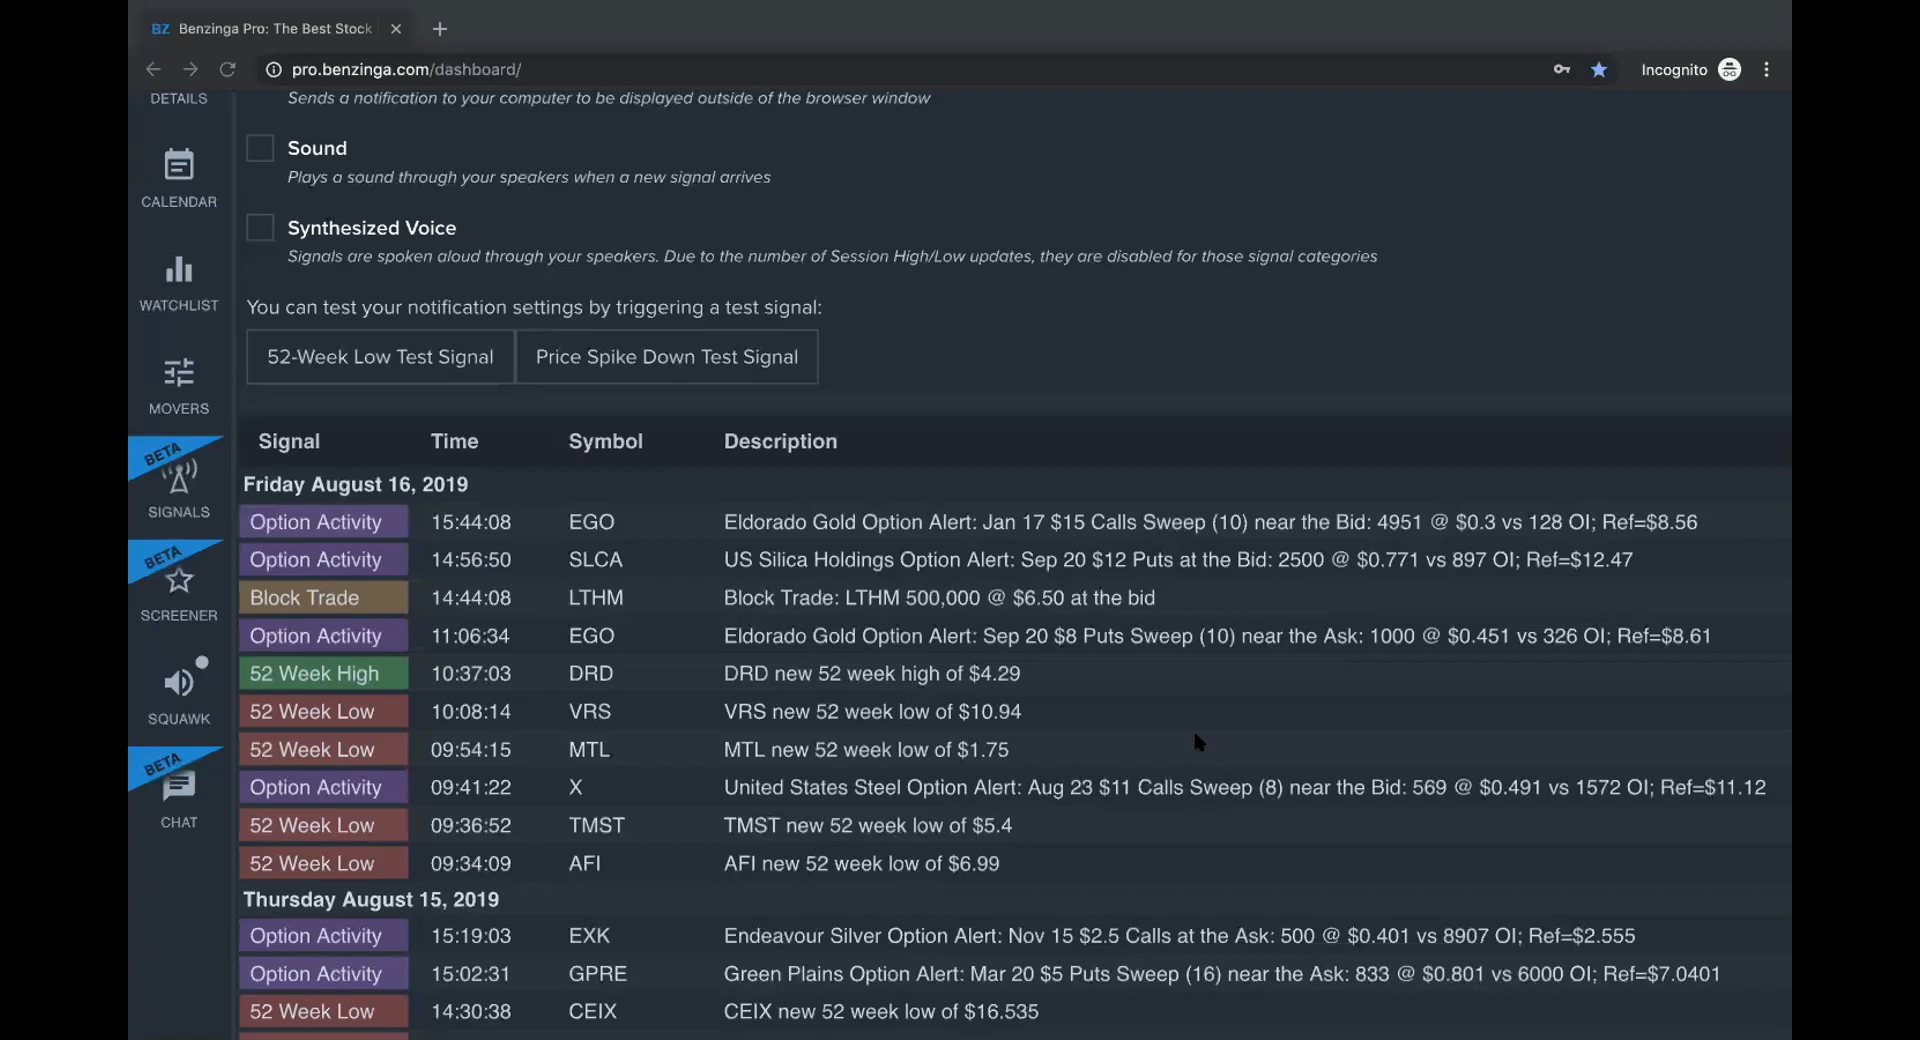 BZ Benzinga Pro: The Best Stock
pro.benzinga.com/dashboard/
Incognito
DETAILS
CALENDAR
WATCHLIST
MOVERS
BETA
SIGNALS
BETA
SCREENER
SQUAWK
BETA
CHAT
Sends a notification to your computer to be displayed outside of the browser window
Sound
Plays a sound through your speakers when a new signal arrives
Synthesized Voice
Signals are spoken aloud through your speakers. Due to the number of Session High/Low updates, they are disabled for those signal categories
You can test your notification settings by triggering a test signal:
52-Week Low Test Signal Price Spike Down Test Signal
Signal Time Symbol Description
Friday August 16, 2019
Option Activity 15:44:08 EGO Eldorado Gold Option Alert: Jan 17 $15 Calls Sweep (10) near the Bid: 4951 @ $0.3 vs 128 OI; Ref=$8.56
Option Activity 14:56:50 SLCA US Silica Holdings Option Alert: Sep 20 $12 Puts at the Bid: 2500 @ $0.771 vs 897 OI; Ref=$12.47
Block Trade 14:44:08 LTHM Block Trade: LTHM 500,000 @ $6.50 at the bid
Option Activity 11:06:34 EGO Eldorado Gold Option Alert: Sep 20 $8 Puts Sweep (10) near the Ask: 1000 @ $0.451 vs 326 OI; Ref=$8.61
52 Week High 10:37:03 DRD DRD new 52 week high of $4.29
52 Week Low 10:08:14 VRS VRS new 52 week low of $10.94
52 Week Low 09:54:15 MTL MTL new 52 week low of $1.75
Option Activity 09:41:22 X United States Steel Option Alert: Aug 23 $11 Calls Sweep (8) near the Bid: 569 @ $0.491 vs 1572 OI; Ref=$11.12
52 Week Low 09:36:52 TMST TMST new 52 week low of $5.4
52 Week Low 09:34:09 AFI AFI new 52 week low of $6.99
Thursday August 15, 2019
Option Activity 15:19:03 EXK Endeavour Silver Option Alert: Nov 15 $2.5 Calls at the Ask: 500 @ $0.401 vs 8907 OI; Ref=$2.555
Option Activity 15:02:31 GPRE Green Plains Option Alert: Mar 20 $5 Puts Sweep (16) near the Ask: 833 @ $0.801 vs 6000 OI; Ref=$7.0401
52 Week Low 14:30:38 CEIX CEIX new 52 week low of $16.535